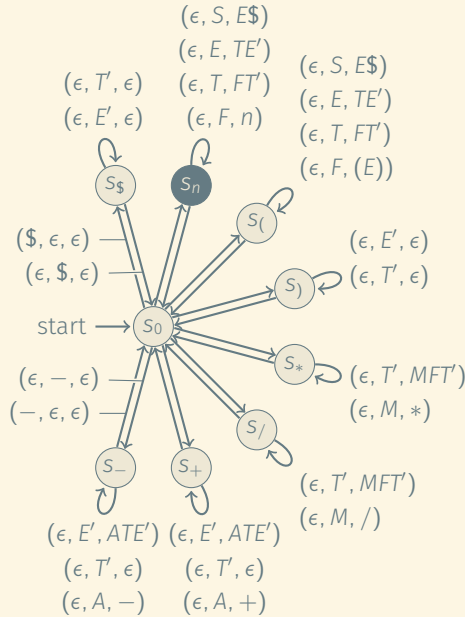 (ϵ, S, E$)
(ϵ, E, TE′)
(ϵ, T, FT′)
(ϵ, F, n)
(ϵ, S, E$)
(ϵ, E, TE′)
(ϵ, T, FT′)
(ϵ, F, (E))
(ϵ, T′, ϵ)
(ϵ, E′, ϵ)
S$
Sn
S(
($, ϵ, ϵ)
(ϵ, $, ϵ)
(ϵ, E′, ϵ)
(ϵ, T′, ϵ)
S)
start
S0
S*
(ϵ, T′, MFT′)
(ϵ, M, *)
(ϵ, −, ϵ)
(−, ϵ, ϵ)
S/
(ϵ, T′, MFT′)
(ϵ, M, /)
S−
S+
(ϵ, E′, ATE′)
(ϵ, T′, ϵ)
(ϵ, A, −)
(ϵ, E′, ATE′)
(ϵ, T′, ϵ)
(ϵ, A, +)